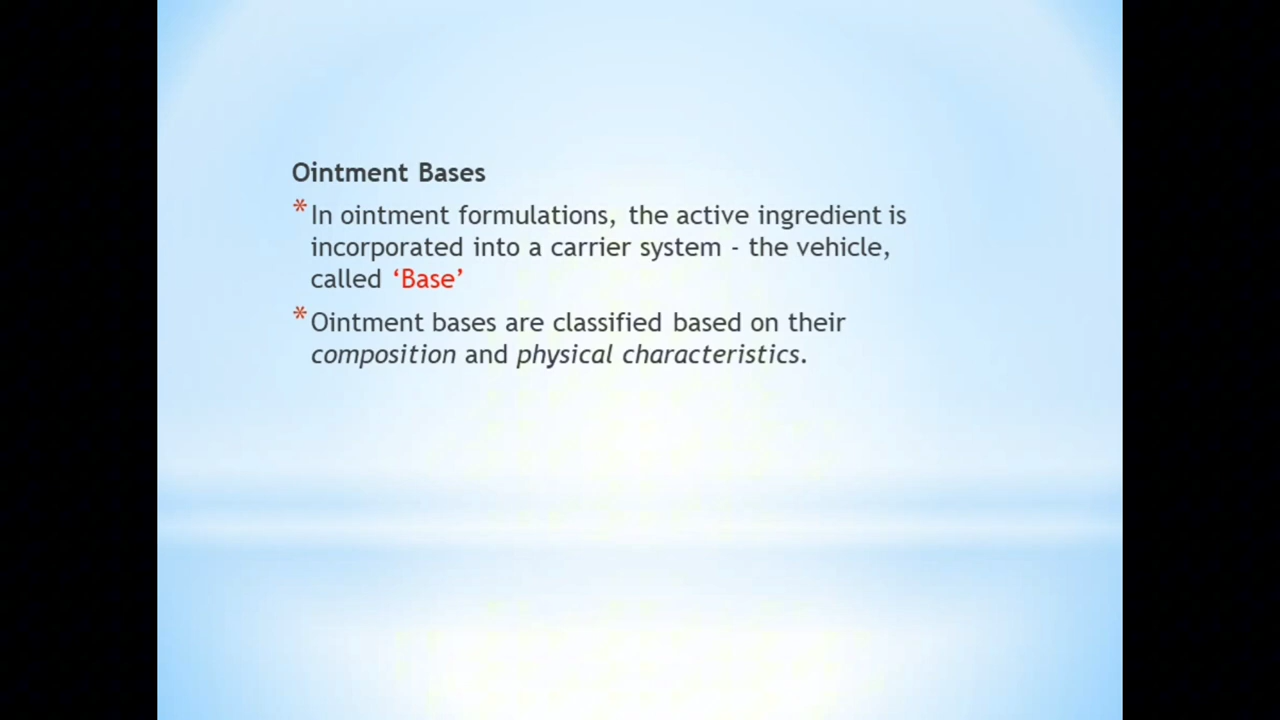 Ointment Bases
* In ointment formulations, the active ingredient is
incorporated into a carrier system - the vehicle,
called ‘Base’
* Ointment bases are classified based on their
composition and physical characteristics.